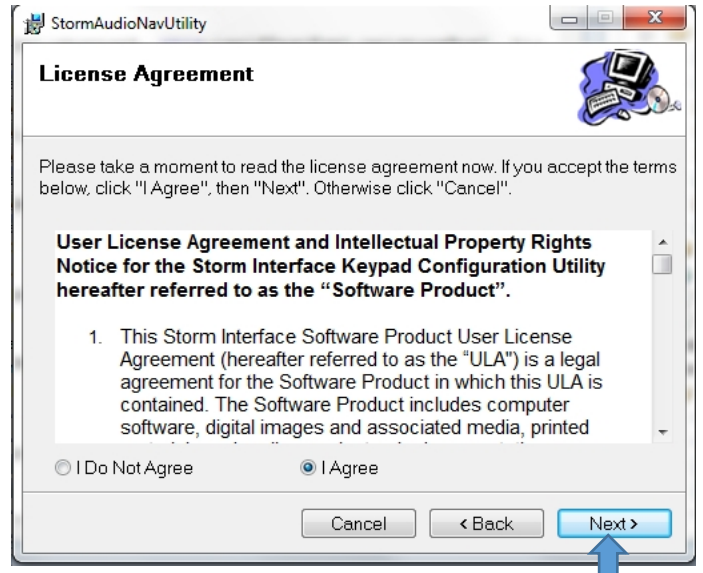 StormAudioNavUtility
License Agreement
Please take a moment to read the license agreement now. If you accept the terms
below, click "I Agree", then "Next". Otherwise click "Cancel".
User License Agreement and Intellectual Property Rights
Notice for the Storm Interface Keypad Configuration Utility
hereafter referred to as the “Software Product”.
1. This Storm Interface Software Product User License
Agreement (hereafter referred to as the “ULA”) is a legal
agreement for the Software Product in which this ULA is
contained. The Software Product includes computer
software, digital images and associated media, printed
I Do Not Agree
I Agree
Cancel
< Back
Next >